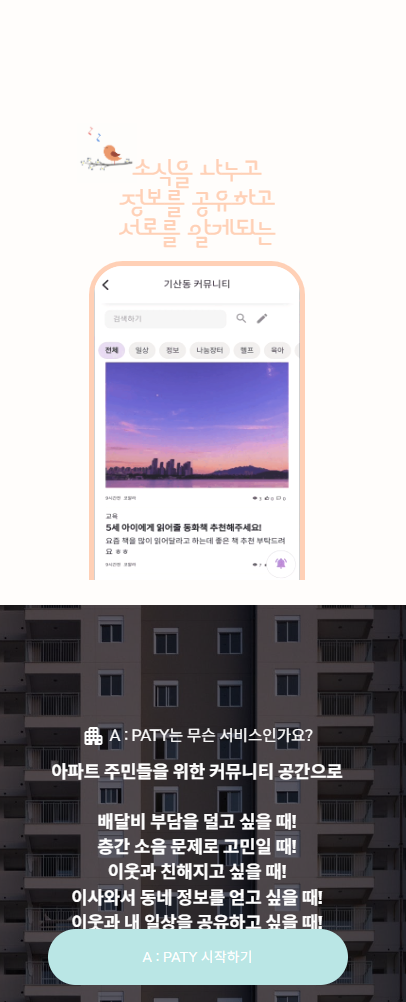 소식을 나누고
정보를 공유하고
서로를 알게되는
기산동 커뮤니티
검색하기
전체 일상 정보 나눔장터 헬프 육아
교육
5세 아이에게 읽어줄 동화책 추천해주세요!
요즘 책을 많이 읽어달라고 하는데 좋은 책 추천 부탁드려
요 ㅎㅎ
A : PATY는 무슨 서비스인가요?
아파트 주민들을 위한 커뮤니티 공간으로
배달비 부담을 덜고 싶을 때!
층간 소음 문제로 고민일 때!
이웃과 친해지고 싶을 때!
이사와서 동네 정보를 얻고 싶을 때!
이웃과 내 일상을 공유하고 싶을 때!
A : PATY 시작하기